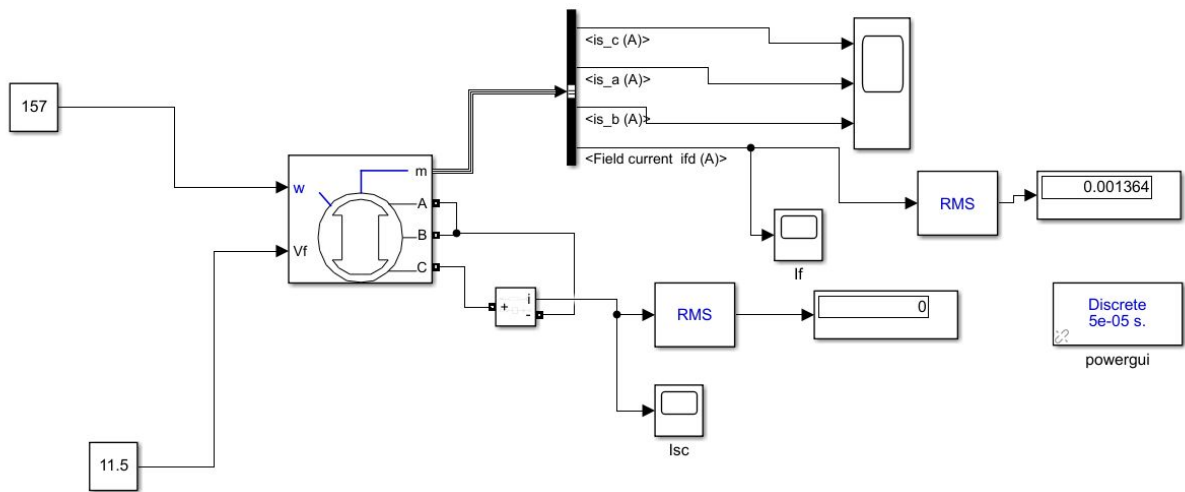 <is_c (A)>
<is_a (A)>
<is_b (A)>
<Field current ifd (A)>
157
w
m
A
B
Vf
C
RMS
0.001364
If
+
i
-
RMS
0
Discrete
5e-05 s.
¿?
powergui
Isc
11.5